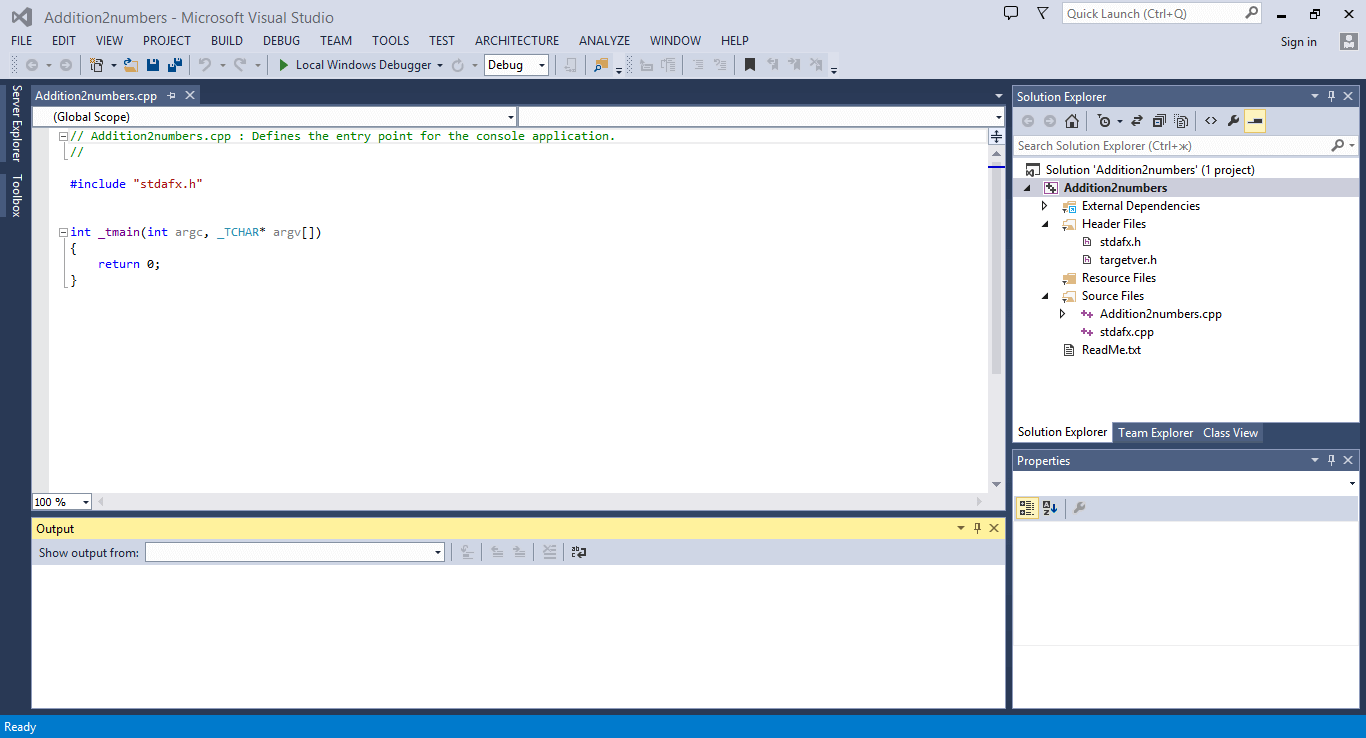 Addition2numbers - Microsoft Visual Studio
Quick Launch (Ctrl+Q)
FILE EDIT VIEW PROJECT BUILD DEBUG TEAM TOOLS TEST ARCHITECTURE ANALYZE WINDOW HELP
Sign in
Local Windows Debugger Debug
Server Explorer
Toolbox
Addition2numbers.cpp
(Global Scope)
// Addition2numbers.cpp : Defines the entry point for the console application.
//
#include "stdafx.h"
int _tmain(int argc, _TCHAR* argv[])
{
return 0;
}
100 %
Output
Show output from:
Solution Explorer
Search Solution Explorer (Ctrl+ж)
Solution 'Addition2numbers' (1 project)
Addition2numbers
External Dependencies
Header Files
stdafx.h
targetver.h
Resource Files
Source Files
Addition2numbers.cpp
stdafx.cpp
ReadMe.txt
Solution Explorer Team Explorer Class View
Properties
Ready